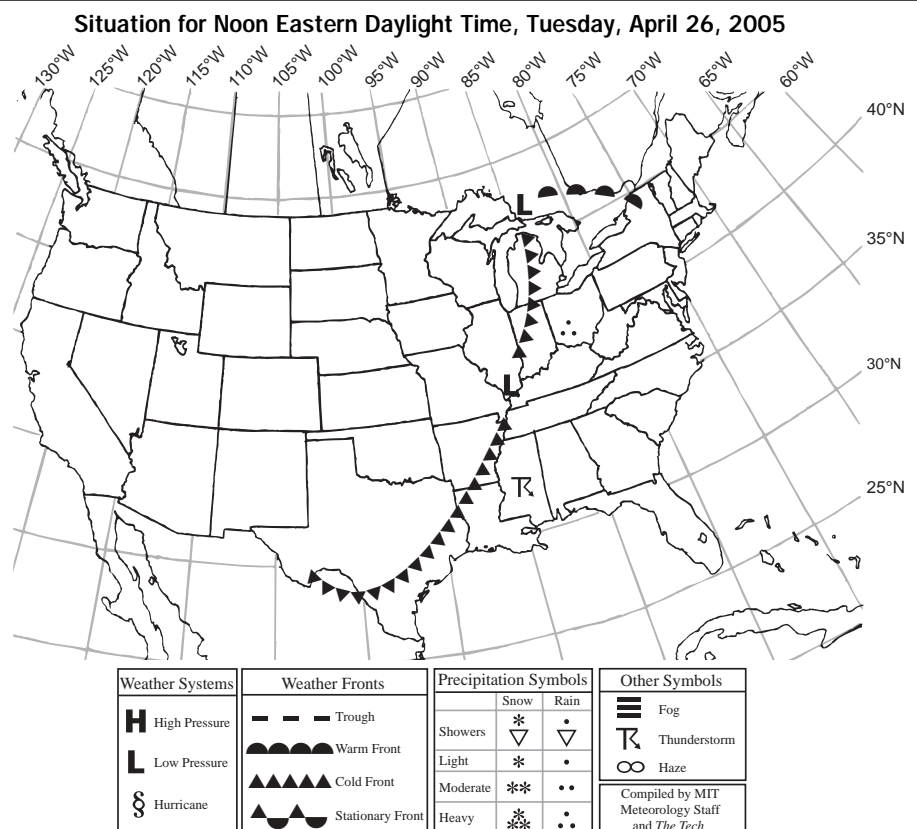 Situation for Noon Eastern Daylight Time, Tuesday, April 26, 2005
130°W 125°W 120°W 115°W 110°W 105°W 100°W 95°W 90°W 85°W 80°W 75°W 70°W 65°W 60°W
40°N
35°N
30°N
25°N
L
L
Weather Systems
H High Pressure
L Low Pressure
Hurricane
Weather Fronts
Trough
Warm Front
Cold Front
Stationary Front
Precipitation Symbols
Snow Rain
Showers
Light
Moderate
Heavy
Other Symbols
Fog
Thunderstorm
Haze
Compiled by MIT
Meteorology Staff
and The Tech